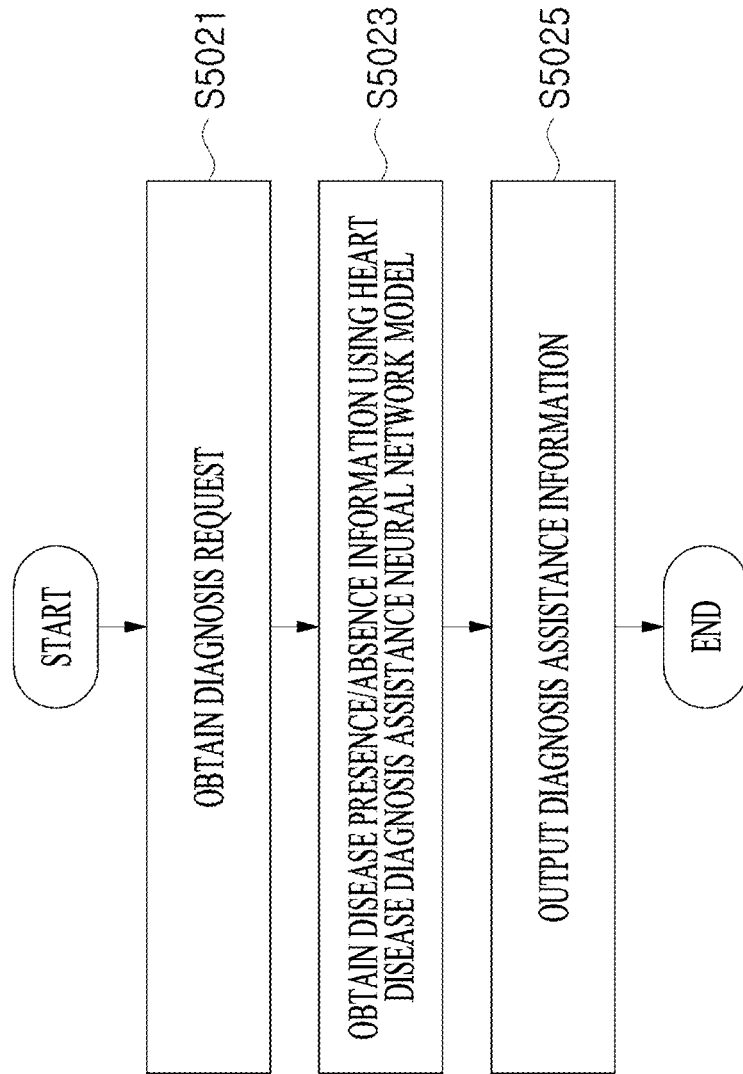 START
OBTAIN DIAGNOSIS REQUEST
S5021
OBTAIN DISEASE PRESENCE/ABSENCE INFORMATION USING HEART
DISEASE DIAGNOSIS ASSISTANCE NEURAL NETWORK MODEL
S5023
OUTPUT DIAGNOSIS ASSISTANCE INFORMATION
S5025
END